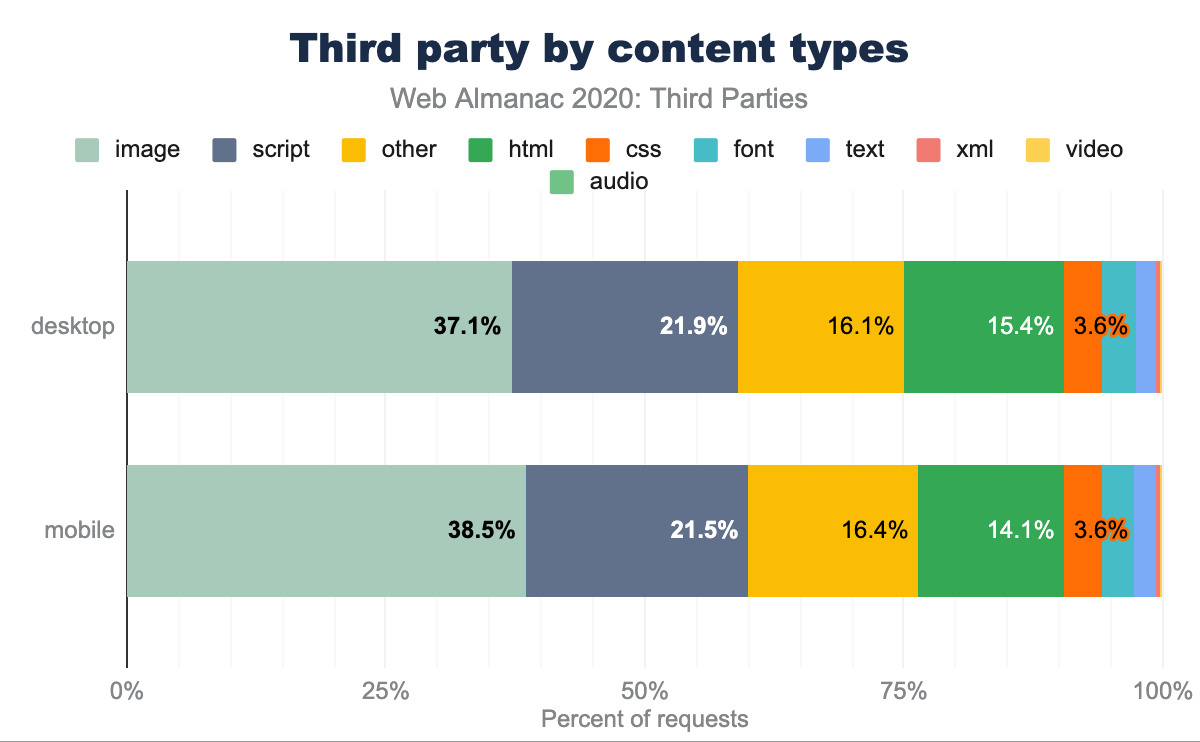 Third party by content types
Web Almanac 2020: Third Parties
image script other html css font text xml video
audio
desktop 37.1% 21.9% 16.1% 15.4% 3.6%
mobile 38.5% 21.5% 16.4% 14.1% 3.6%
0% 25% 50% 75% 100%
Percent of requests